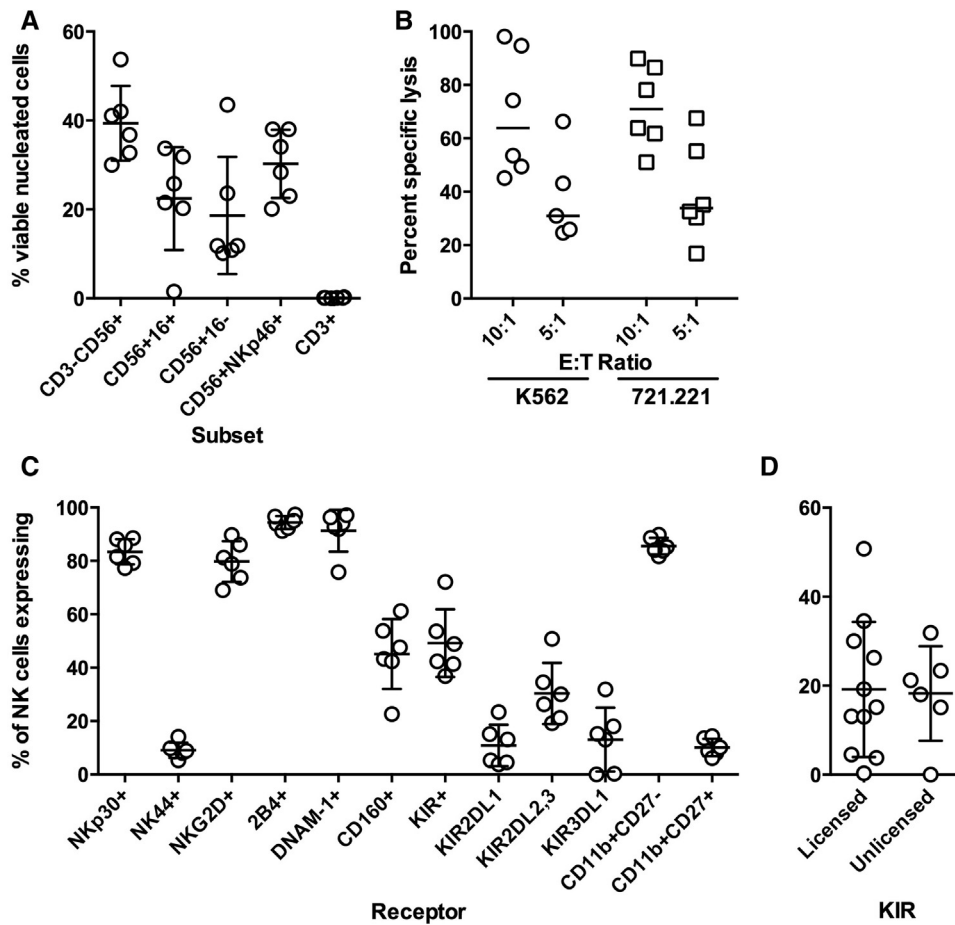 A
% viable nucleated cells
60
40
20
0
CD3-CD56+
CD56+16+
CD56+16-
CD56+NKp46+
CD3+
Subset
B
Percent specific lysis
100
80
60
40
20
0
10:1
5:1
10:1
5:1
E:T Ratio
K562
721.221
C
% of NK cells expressing
100
80
60
40
20
0
NKp30+
NK44+
NKG2D+
2B4+
DNAM-1+
CD160+
KIR+
KIR2DL1
KIR2DL2,3
KIR3DL1
CD11b+CD27-
CD11b+CD27+
Receptor
D
60
40
20
0
Licensed
Unlicensed
KIR